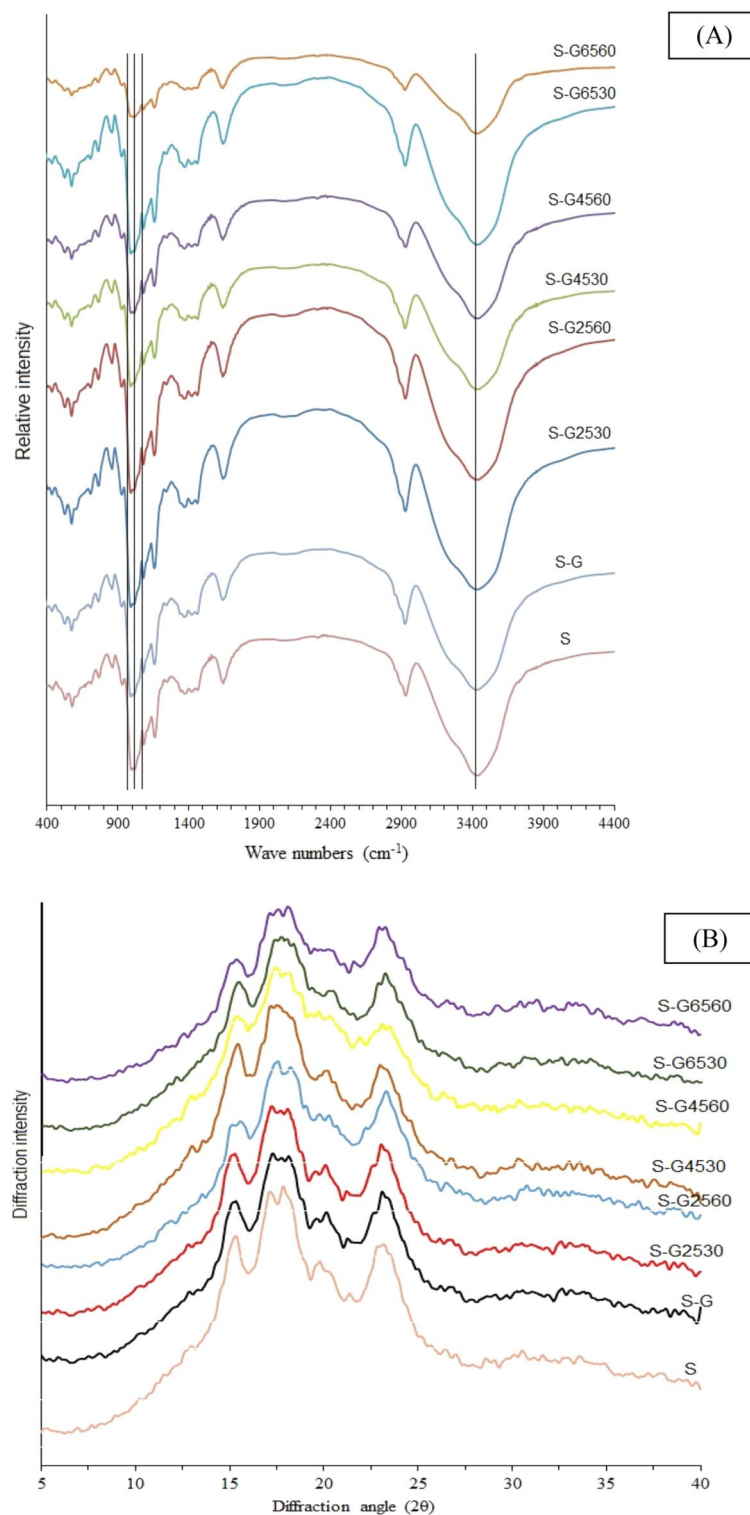 (A)
S-G6560
S-G6530
S-G4560
S-G4530
S-G2560
S-G2530
S-G
S
Relative intensity
400 900 1400 1900 2400 2900 3400 3900 4400
Wave numbers (cm⁻¹)
(B)
S-G6560
S-G6530
S-G4560
S-G4530
S-G2560
S-G2530
S-G
S
Diffraction intensity
5 10 15 20 25 30 35 40
Diffraction angle (2θ)